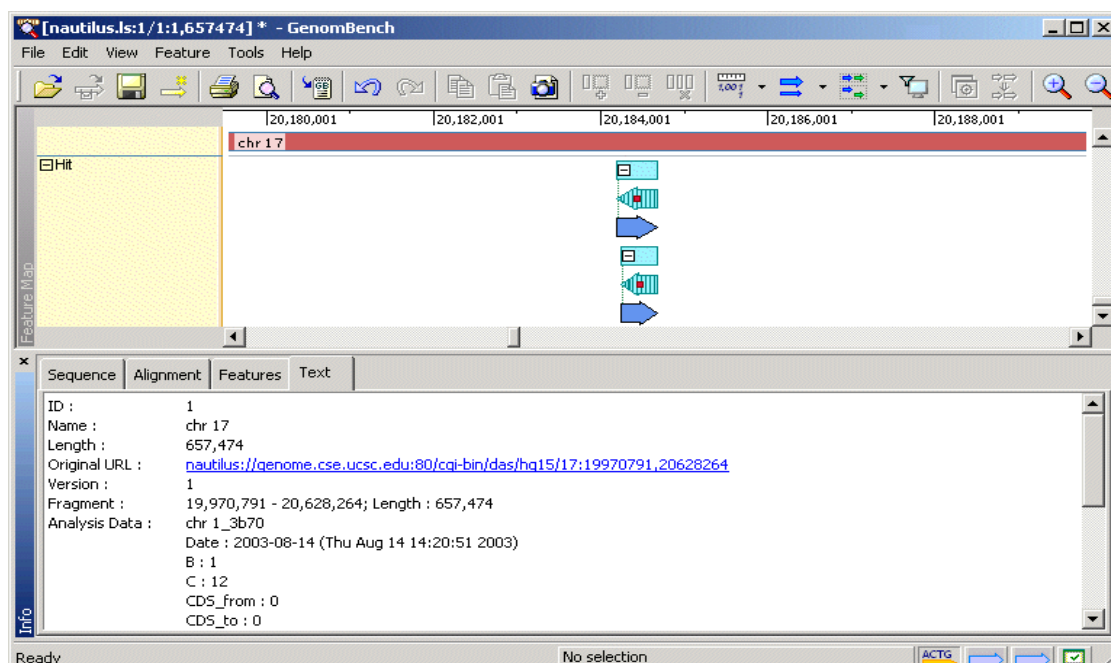 [nautilus.ls:1/1:1,657474] * - GenomBench
File Edit View Feature Tools Help
20,180,001 20,182,001 20,184,001 20,186,001 20,188,001
chr 17
Hit
Feature Map
Sequence Alignment Features Text
ID : 1
Name : chr 17
Length : 657,474
Original URL : nautilus://genome.cse.ucsc.edu:80/cgi-bin/das/hg15/17:19970791,20628264
Version : 1
Fragment : 19,970,791 - 20,628,264; Length : 657,474
Analysis Data : chr 1_3b70
Date : 2003-08-14 (Thu Aug 14 14:20:51 2003)
B : 1
C : 12
CDS_from : 0
CDS_to : 0
Info
Ready No selection ACTG